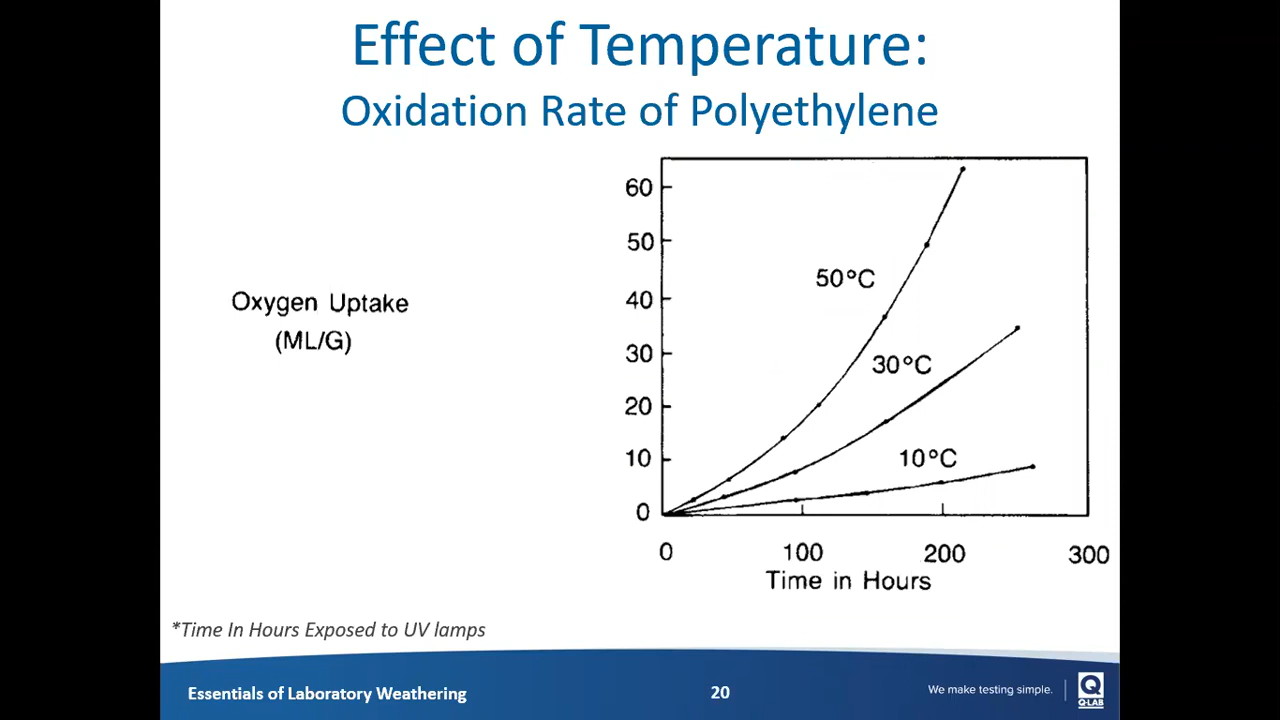 Effect of Temperature:
Oxidation Rate of Polyethylene
Oxygen Uptake
(ML/G)
60
50
40
30
20
10
0
50°C
30°C
10°C
0 100 200 300
Time in Hours
*Time In Hours Exposed to UV lamps
Essentials of Laboratory Weathering
20
We make testing simple.
Q
Q-LAB